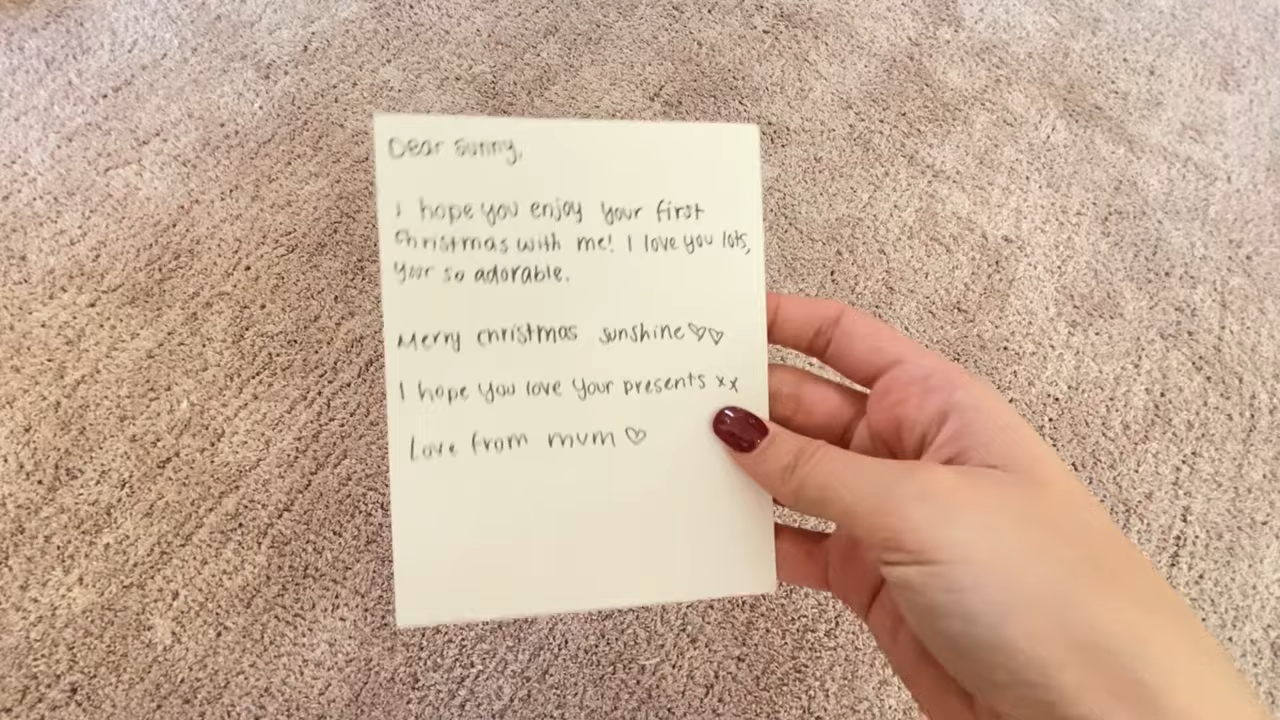 Dear Sunny,
I hope you enjoy your first
Christmas with me! I love you lots,
your so adorable.
Merry christmas sunshine♡♡
I hope you love your presents xx
Love from mum♡